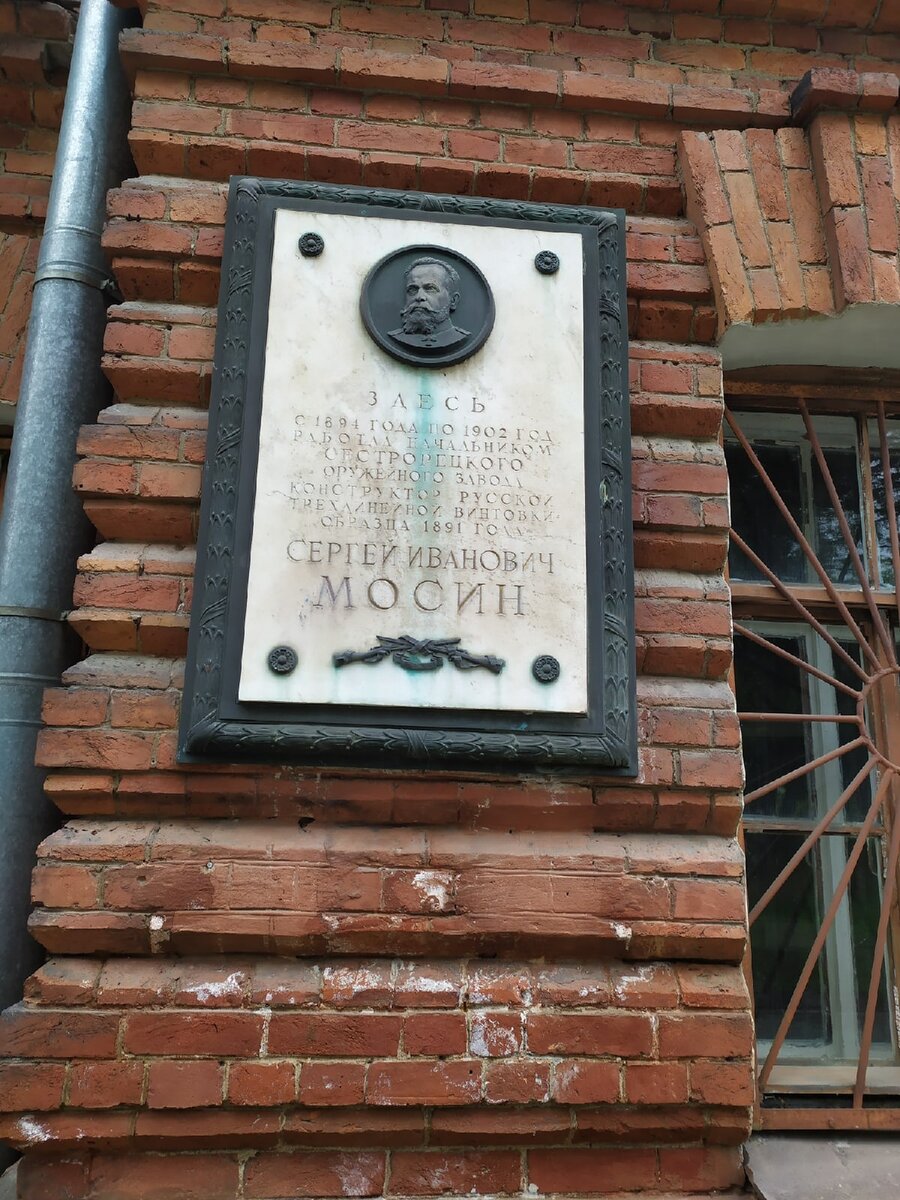 ЗДЕСЬ
С 1894 ГОДА ПО 1902 ГОД
РАБОТАЛ НАЧАЛЬНИКОМ
СЕСТРОРЕЦКОГО
ОРУЖЕЙНОГО ЗАВОДА
КОНСТРУКТОР РУССКОЙ
ТРЕХЛИНЕЙНОЙ ВИНТОВКИ
ОБРАЗЦА 1891 ГОДА
СЕРГЕЙ ИВАНОВИЧ
МОСИН